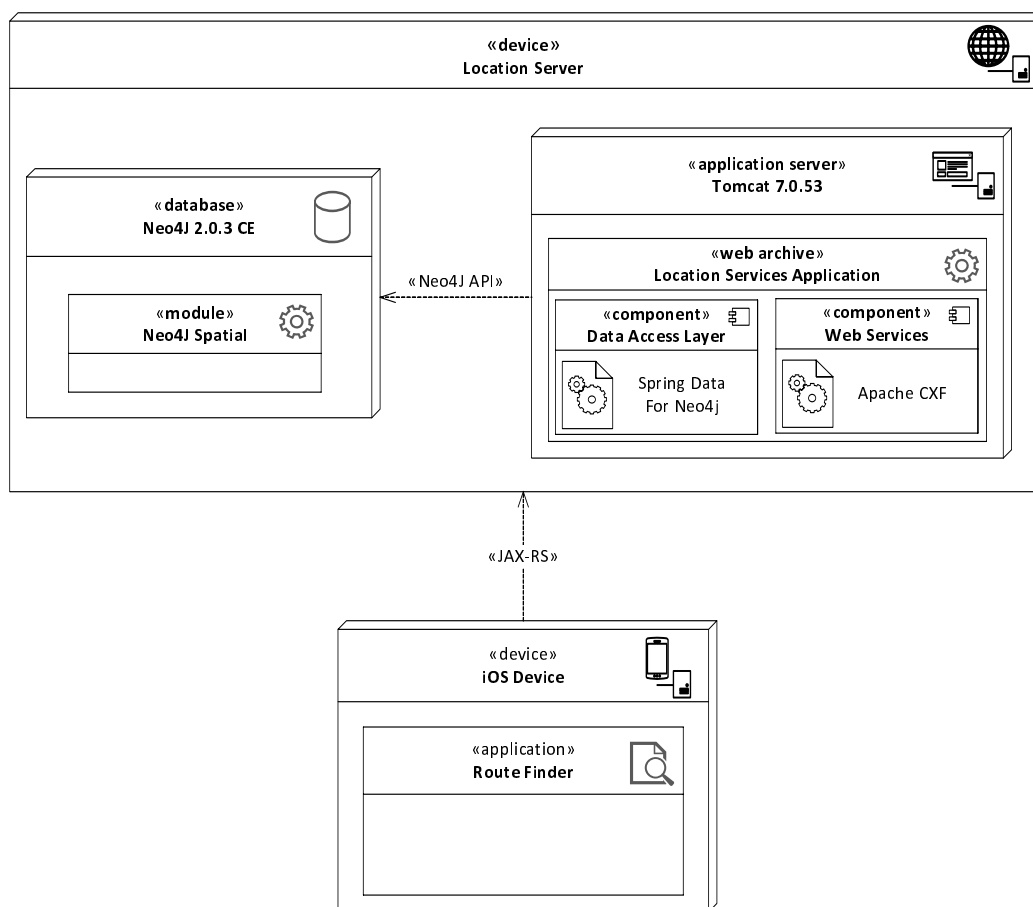 «device»
Location Server
«database»
Neo4J 2.0.3 CE
«module»
Neo4J Spatial
«Neo4J API»
«application server»
Tomcat 7.0.53
«web archive»
Location Services Application
«component»
Data Access Layer
Spring Data
For Neo4j
«component»
Web Services
Apache CXF
«JAX-RS»
«device»
iOS Device
«application»
Route Finder